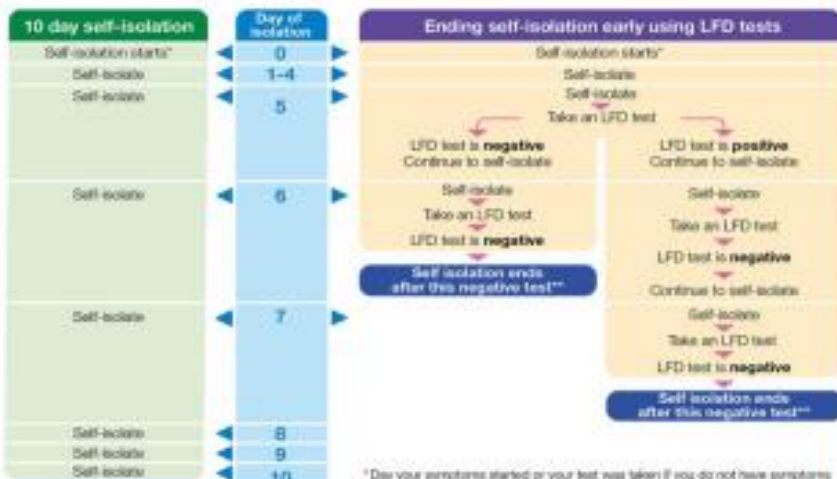 10 day self-isolation
Day of
isolation
Ending self-isolation early using LFD tests
Self-isolation starts*
0
Self-isolation starts*
Self-isolate
1-4
Self-isolate
Self-isolate
5
Self-isolate
Take an LFD test
LFD test is negative
Continue to self-isolate
LFD test is positive
Continue to self-isolate
Self-isolate
6
Self-isolate
Take an LFD test
LFD test is negative
Self isolation ends
after this negative test**
Self-isolate
Take an LFD test
LFD test is negative
Continue to self-isolate
Self-isolate
7
Self-isolate
Take an LFD test
LFD test is negative
Self isolation ends
after this negative test**
Self-isolate
8
Self-isolate
9
Self-isolate
10
*Day your symptoms started or your test was taken if you do not have symptoms